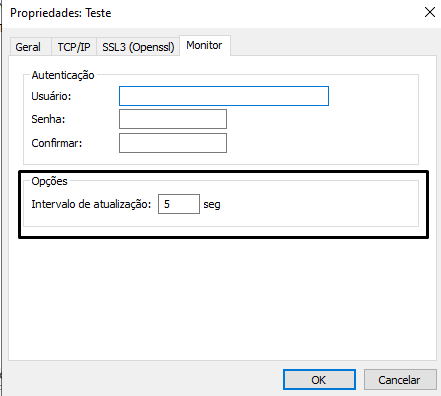 Propriedades: Teste
Geral TCP/IP SSL3 (Openssl) Monitor
Autenticação
Usuário:
Senha:
Confirmar:
Opções
Intervalo de atualização: 5 seg
OK Cancelar